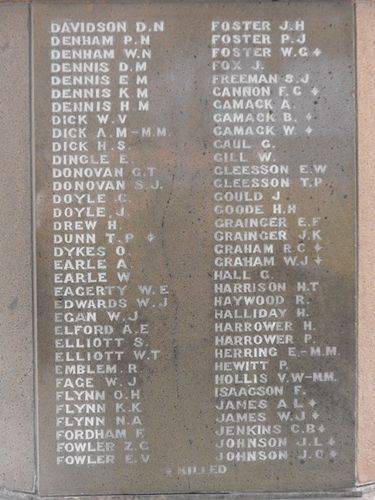 DAVIDSON D.N
DENHAM P.N
DENHAM W.N
DENNIS D.M
DENNIS E M
DENNIS K M
DENNIS H M
DICK W.V
DICK A.M-M.M.
DICK H.S.
DINGLE E.
DONOVAN G.T
DONOVAN S.J.
DOYLE C.
DOYLE J.
DREW H.
DUNN T.P ✦
DYKES O.
EARLE A.
EARLE W.
EAGERTY W.E.
EDWARDS W.J
EGAN W.J
ELFORD A.E
ELLIOTT S.
ELLIOTT W.T
EMBLEM R.
FAGE W.J
FLYNN O.H
FLYNN K.K
FLYNN N.A
FORDHAM F.
FOWLER Z.G
FOWLER E.V
FOSTER J.H
FOSTER P.J
FOSTER W.G ✦
FOX J.
FREEMAN S.J
GANNON F.G ✦
GAMACK A.
GAMACK B. ✦
GAMACK W. ✦
GAUL G.
GILL W.
GLEESSON E.W
GLEESSON T.P
GOULD J
GOODE H.H
GRAINGER E.F
GRAINGER J.K
GRAHAM R.C ✦
GRAHAM W.J ✦
HALL G.
HARRISON H.T
HAYWOOD R.
HALLIDAY H.
HARROWER H.
HARROWER P.
HERRING E.-M.M.
HEWITT P.
HOLLIS V.W-MM.
ISAAGSON F.
JAMES A L ✦
JAMES W.J ✦
JENKINS C.B ✦
JOHNSON J.L ✦
JOHNSON J.O ✦
✦ KILLED